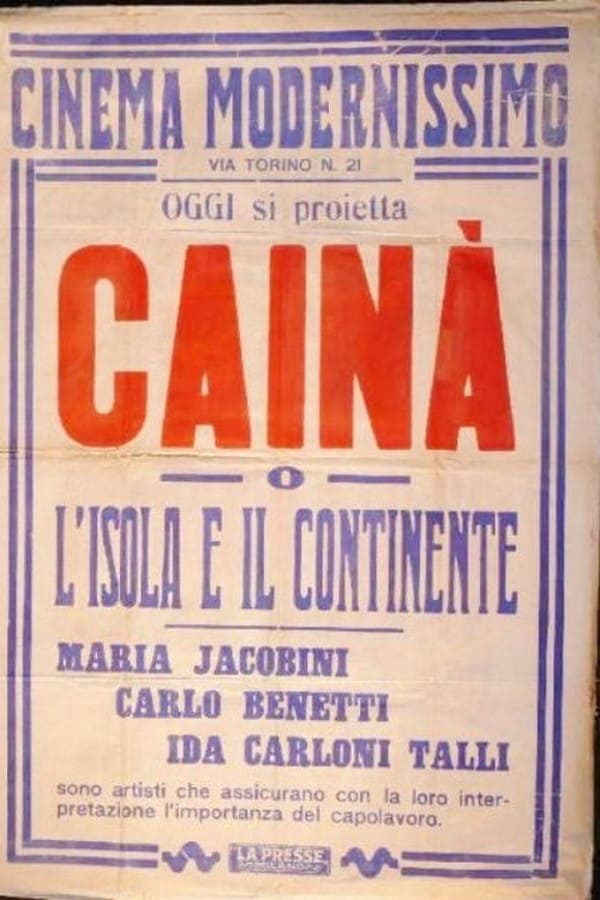 CINEMA MODERNISSIMO
VIA TORINO N. 21
OGGI si proietta
CAINÀ
O
L'ISOLA E IL CONTINENTE
MARIA JACOBINI
CARLO BENETTI
IDA CARLONI TALLI
sono artisti che assicurano con la loro inter-
pretazione l'importanza del capolavoro.
LA PRESSE